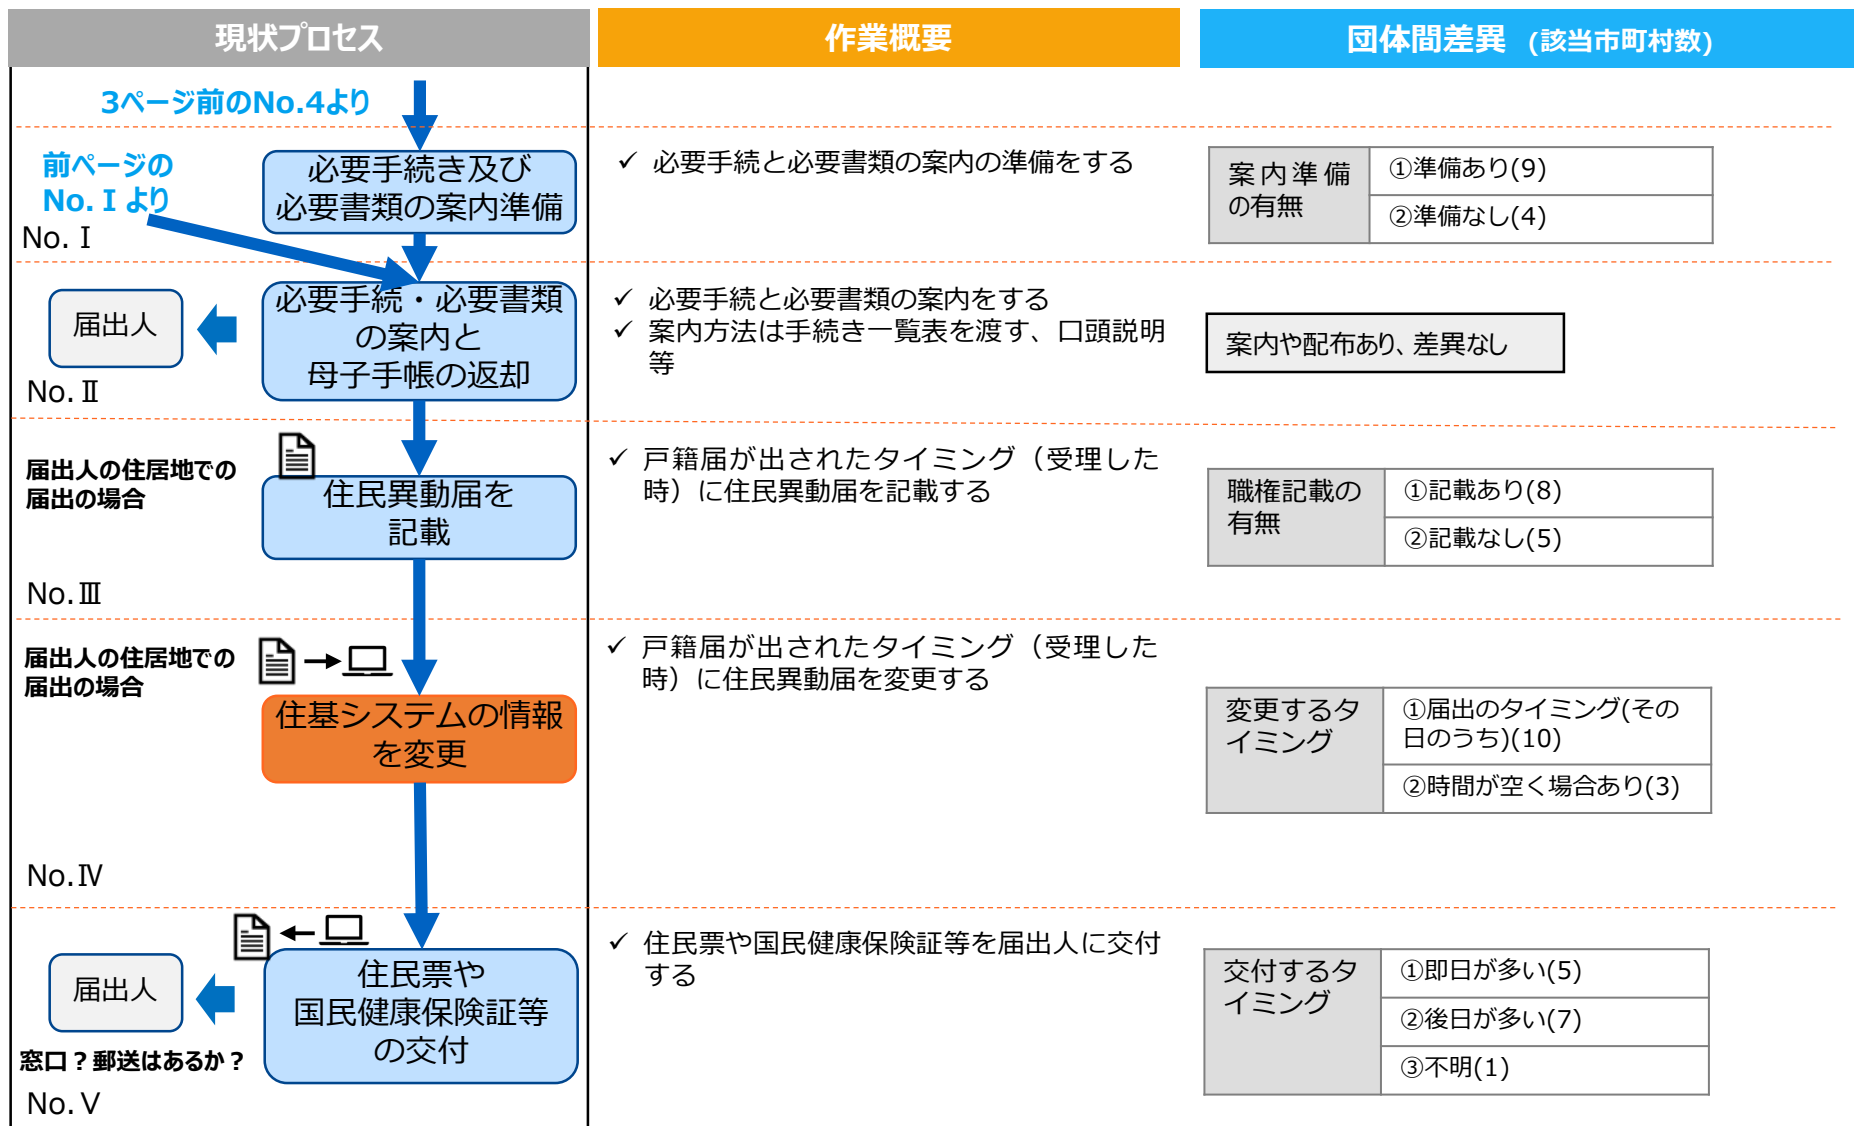 現状プロセス
作業概要
団体間差異 (該当市町村数)
3ページ前のNo.4より
前ページの
No.Ⅰより
No.Ⅰ
必要手続き及び
必要書類の案内準備
✓ 必要手続と必要書類の案内の準備をする
案内準備
の有無
①準備あり(9)
②準備なし(4)
届出人
No.Ⅱ
必要手続・必要書類
の案内と
母子手帳の返却
✓ 必要手続と必要書類の案内をする
✓ 案内方法は手続き一覧表を渡す、口頭説明
等
案内や配布あり、差異なし
届出人の住居地での
届出の場合
No.Ⅲ
住民異動届を
記載
✓ 戸籍届が出されたタイミング（受理した
時）に住民異動届を記載する
職権記載の
有無
①記載あり(8)
②記載なし(5)
届出人の住居地での
届出の場合
No.Ⅳ
住基システムの情報
を変更
✓ 戸籍届が出されたタイミング（受理した
時）に住民異動届を変更する
変更するタ
イミング
①届出のタイミング(その
日のうち)(10)
②時間が空く場合あり(3)
届出人
窓口？郵送はあるか？
No.Ⅴ
住民票や
国民健康保険証等
の交付
✓ 住民票や国民健康保険証等を届出人に交付
する
交付するタ
イミング
①即日が多い(5)
②後日が多い(7)
③不明(1)